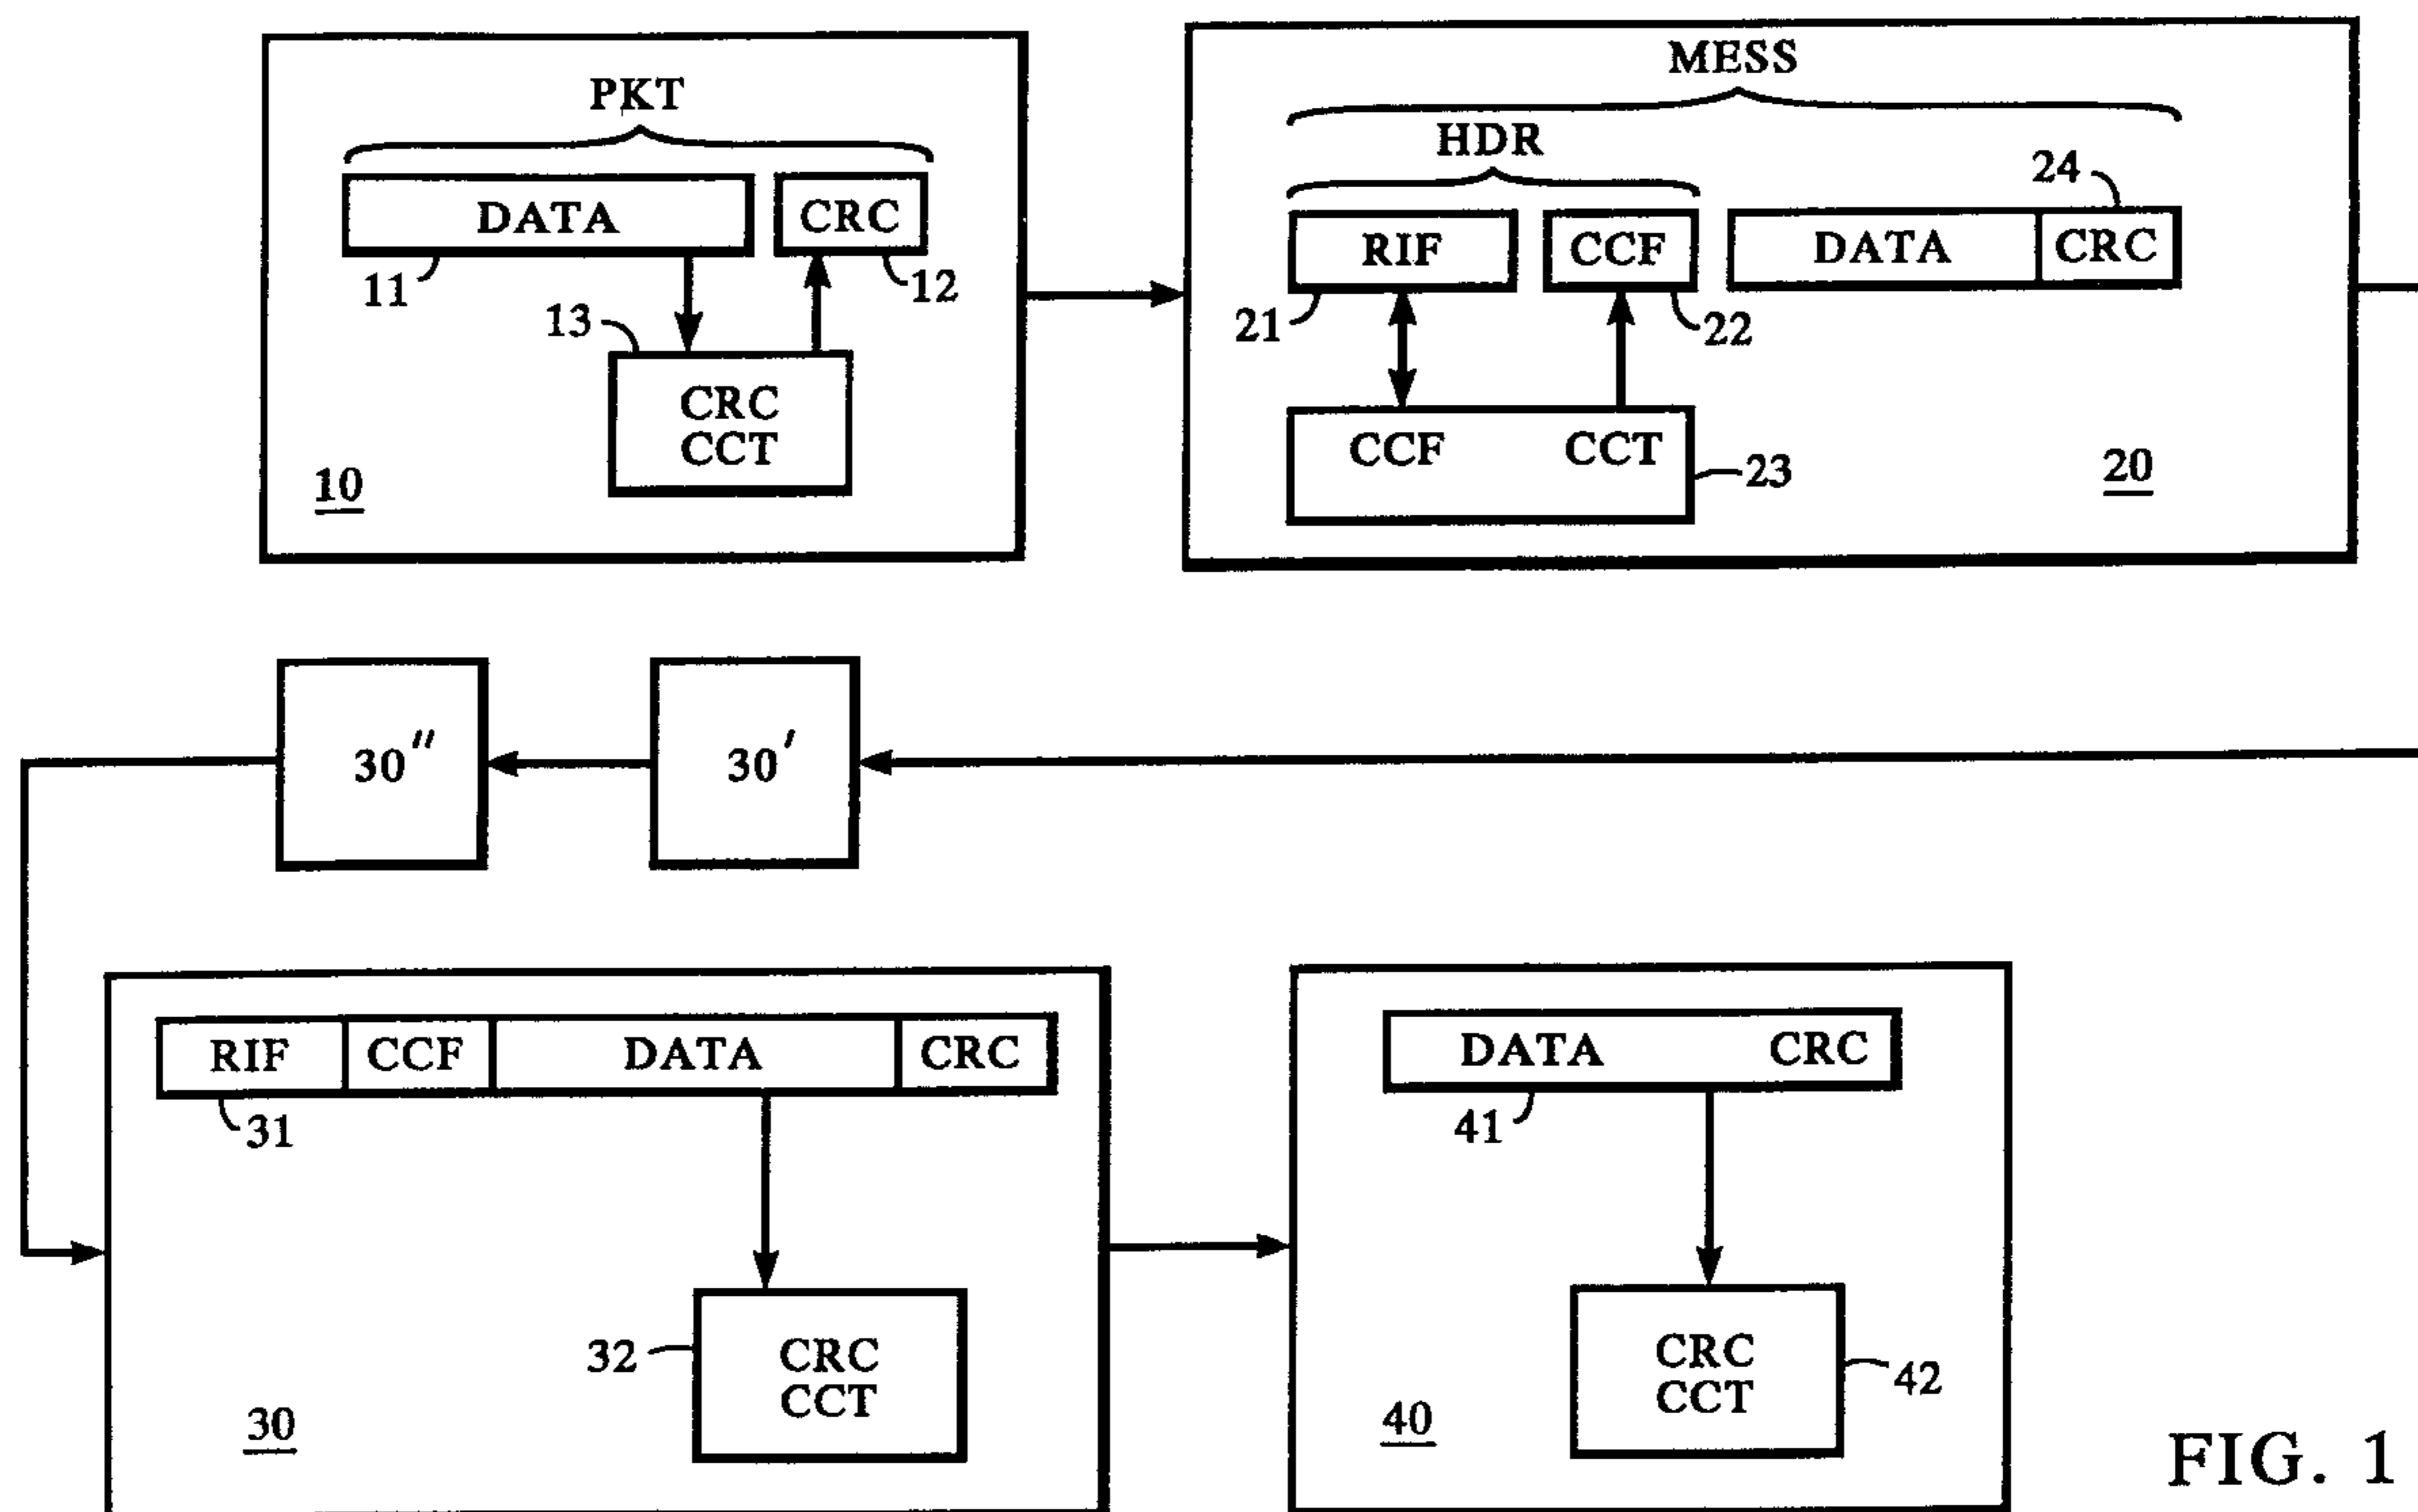 PKT
DATA
CRC
11
12
13
CRC
CCT
10
MESS
HDR
24
RIF
CCF
DATA
CRC
21
22
CCF CCT
23
20
30"
30'
RIF
CCF
DATA
CRC
31
32
CRC
CCT
30
DATA CRC
41
CRC
CCT
42
40
FIG. 1